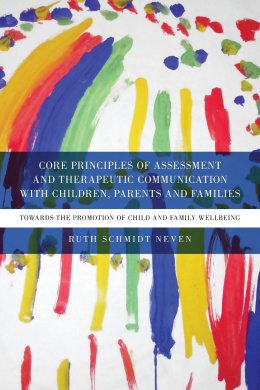 CORE PRINCIPLES OF ASSESSMENT
AND THERAPEUTIC COMMUNICATION
WITH CHILDREN, PARENTS AND FAMILIES
TOWARDS THE PROMOTION OF CHILD AND FAMILY WELLBEING
RUTH SCHMIDT NEVEN